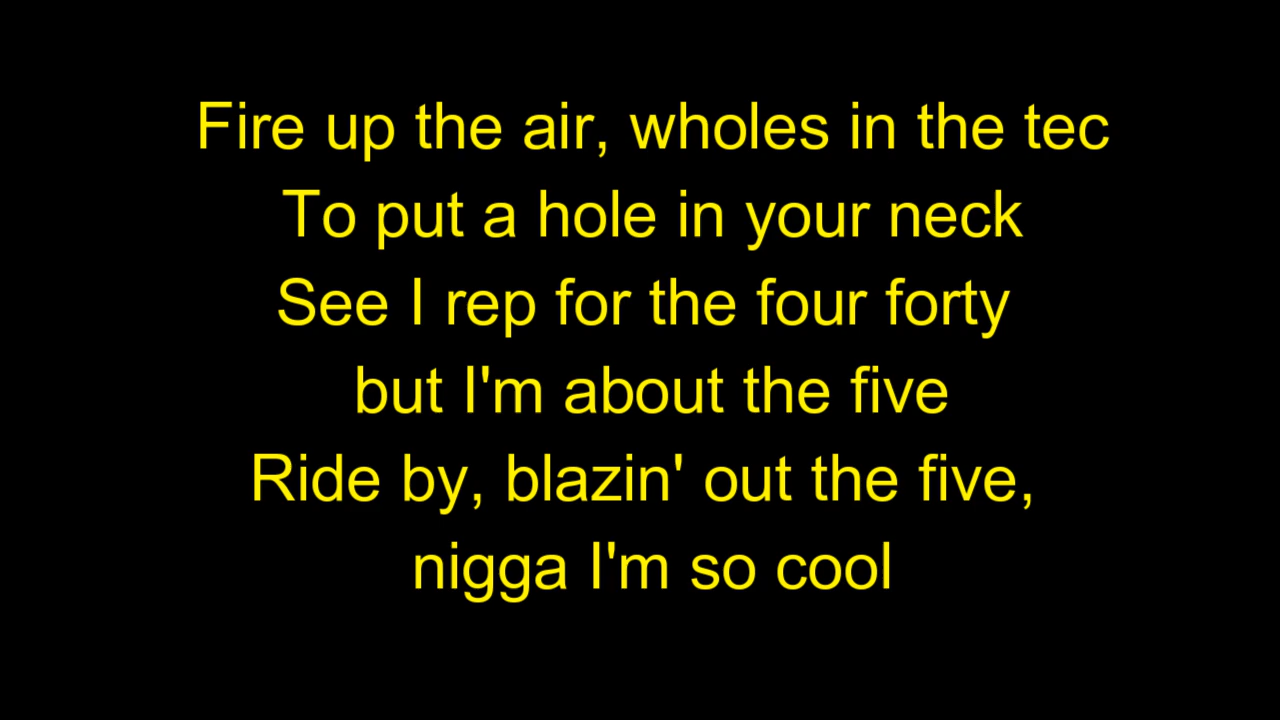 Fire up the air, wholes in the tec
To put a hole in your neck
See I rep for the four forty
but I'm about the five
Ride by, blazin' out the five,
nigga I'm so cool